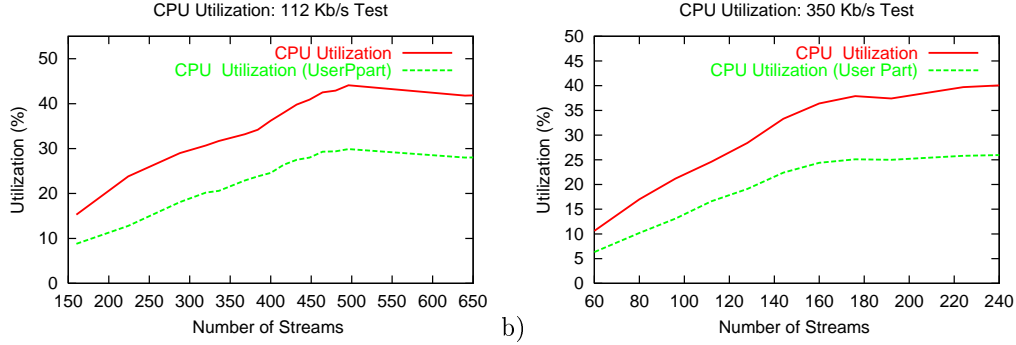 CPU Utilization: 112 Kb/s Test
CPU Utilization
CPU Utilization (UserPpart)
Utilization (%)
50
40
30
20
10
0
150 200 250 300 350 400 450 500 550 600 650
Number of Streams
b)
CPU Utilization: 350 Kb/s Test
CPU Utilization
CPU Utilization (User Part)
Utilization (%)
50
45
40
35
30
25
20
15
10
5
0
60 80 100 120 140 160 180 200 220 240
Number of Streams